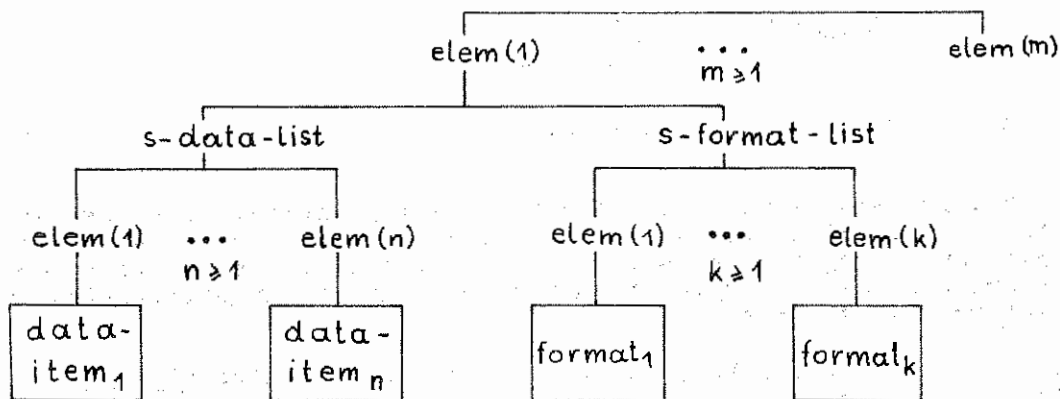 elem(1) ••• elem(m)
m ⩾ 1
s-data-list s-format-list
elem(1) ••• elem(n) elem(1) ••• elem(k)
n ⩾ 1 k ⩾ 1
data- data- format₁ formatₖ
item₁ itemₙ